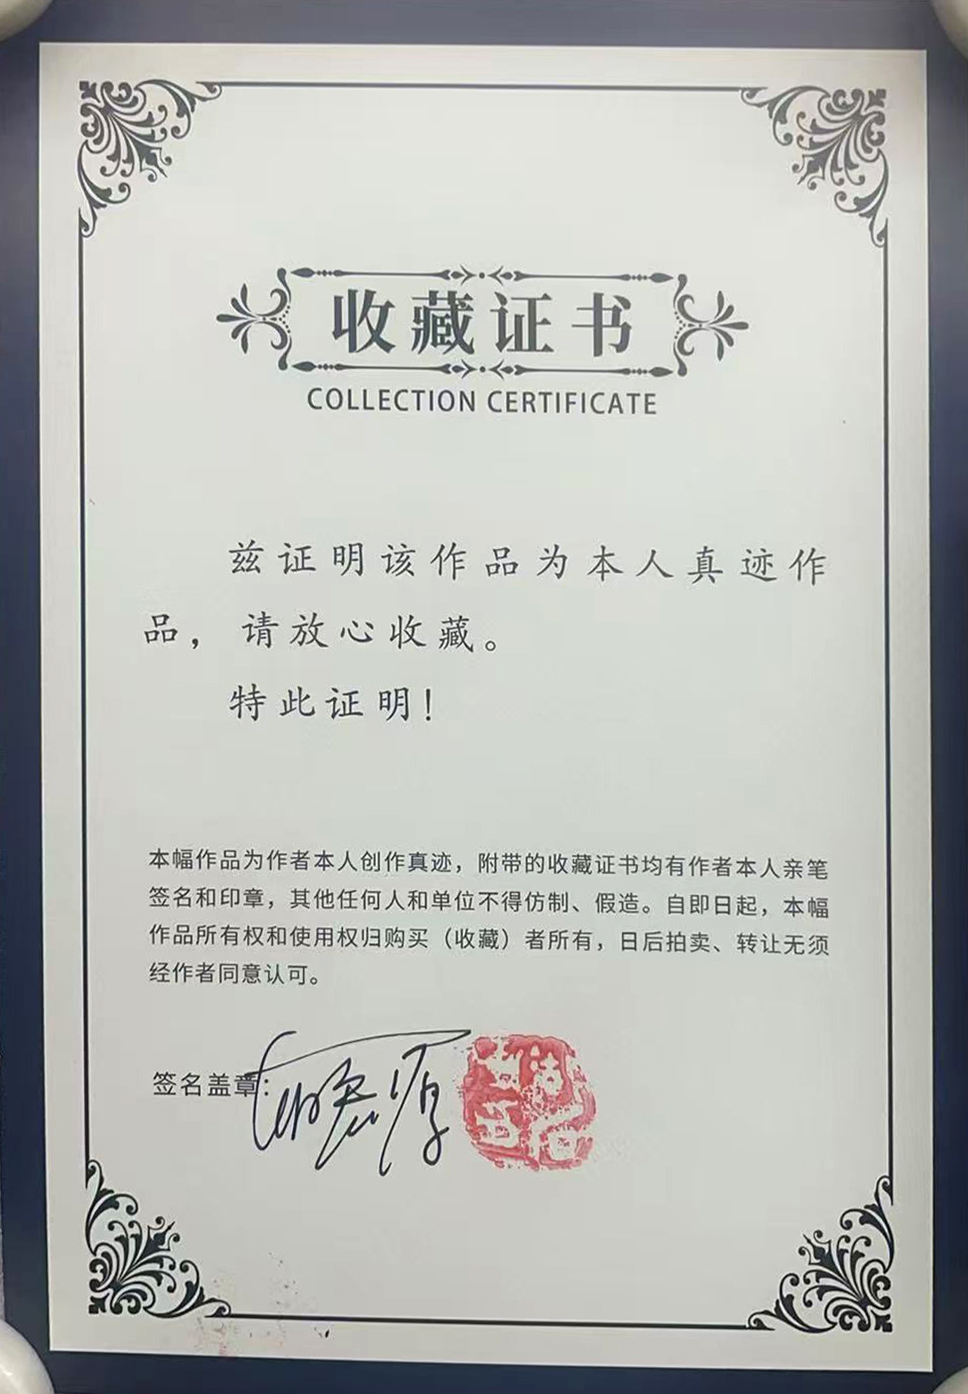 收藏证书
COLLECTION CERTIFICATE
兹证明该作品为本人真迹作
品，请放心收藏。
特此证明！
本幅作品为作者本人创作真迹，附带的收藏证书均有作者本人亲笔
签名和印章，其他任何人和单位不得仿制、假造。自即日起，本幅
作品所有权和使用权归购买（收藏）者所有，日后拍卖、转让无须
经作者同意认可。
签名盖章：